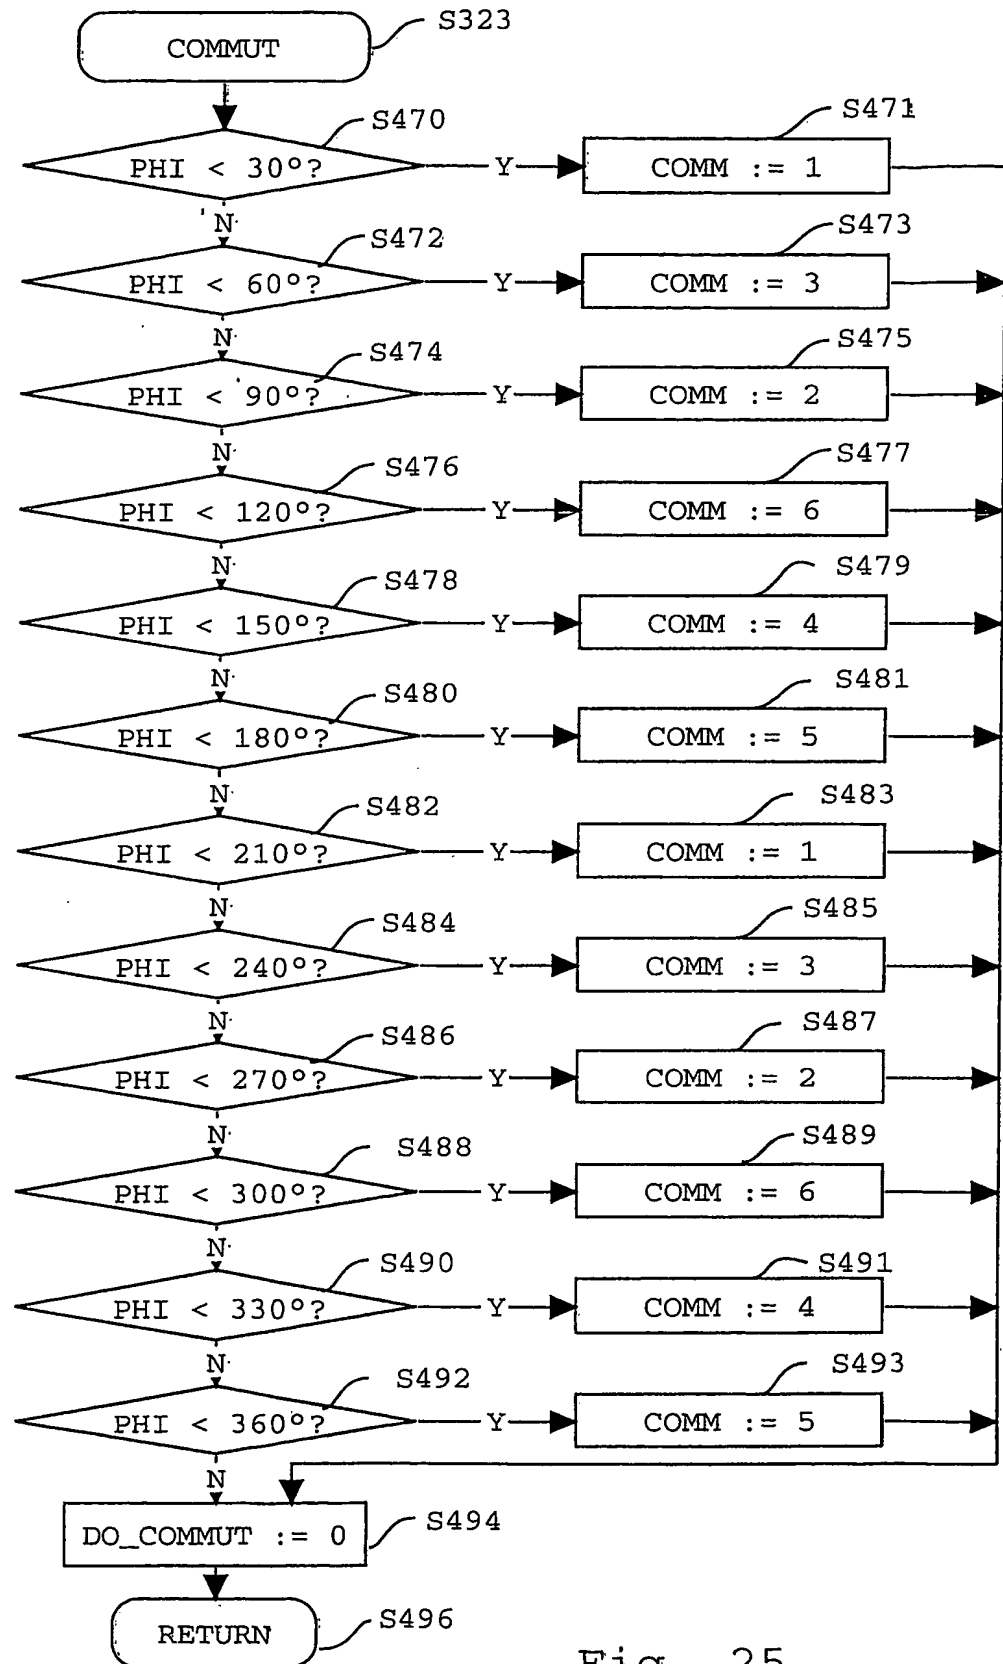 COMMUT S323
S470 S471
PHI < 30°? Y COMM := 1
N
S472 S473
PHI < 60°? Y COMM := 3
N
S474 S475
PHI < 90°? Y COMM := 2
N
S476 S477
PHI < 120°? Y COMM := 6
N
S478 S479
PHI < 150°? Y COMM := 4
N
S480 S481
PHI < 180°? Y COMM := 5
N
S482 S483
PHI < 210°? Y COMM := 1
N
S484 S485
PHI < 240°? Y COMM := 3
N
S486 S487
PHI < 270°? Y COMM := 2
N
S488 S489
PHI < 300°? Y COMM := 6
N
S490 S491
PHI < 330°? Y COMM := 4
N
S492 S493
PHI < 360°? Y COMM := 5
N
DO_COMMUT := 0 S494
RETURN S496
Fig. 25